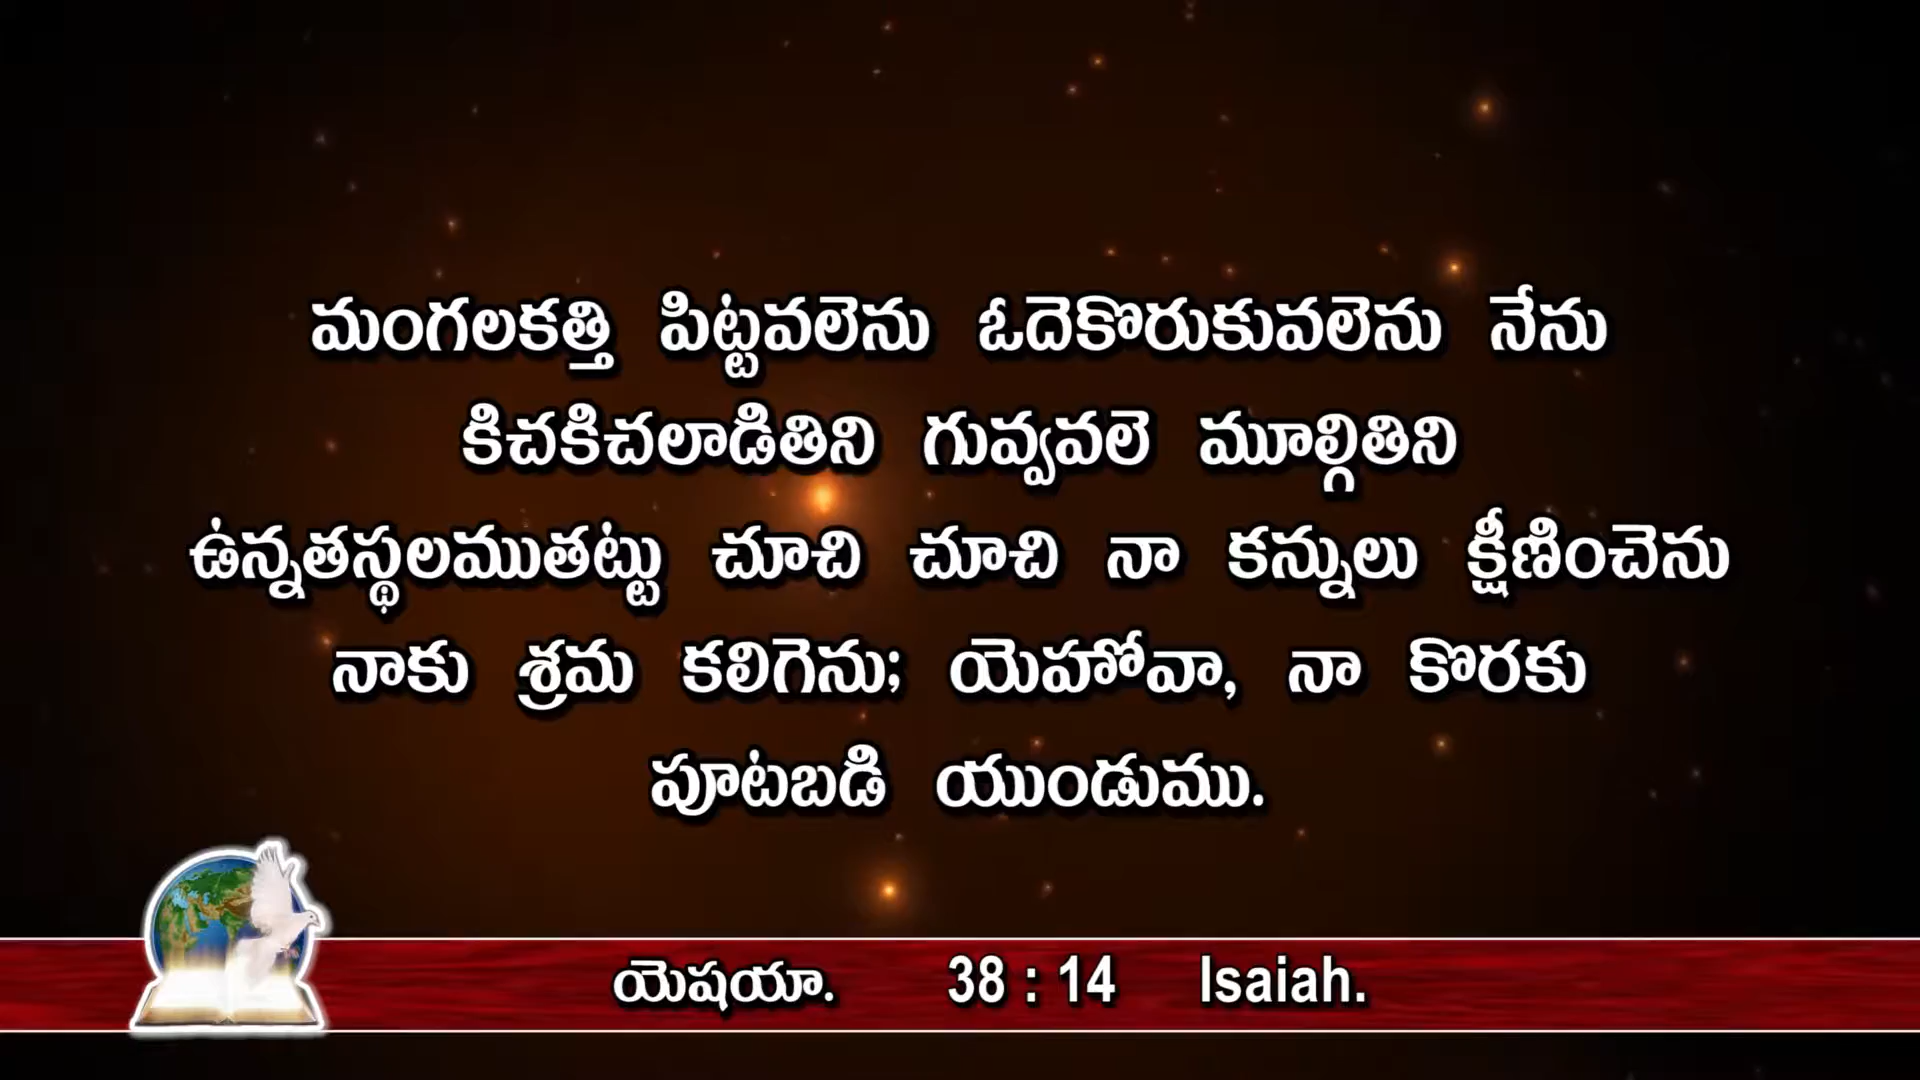 మంగలకత్తి పిట్టవలెను ఓదెకొరుకువలెను నేను
కిచకిచలాడితిని గువ్వవలె మూల్గితిని
ఉన్నతస్థలముతట్టు చూచి చూచి నా కన్నులు క్షీణించెను
నాకు శ్రమ కలిగెను; యెహోవా, నా కొరకు
పూటబడి యుండుము.
యెషయా. 38 : 14 Isaiah.